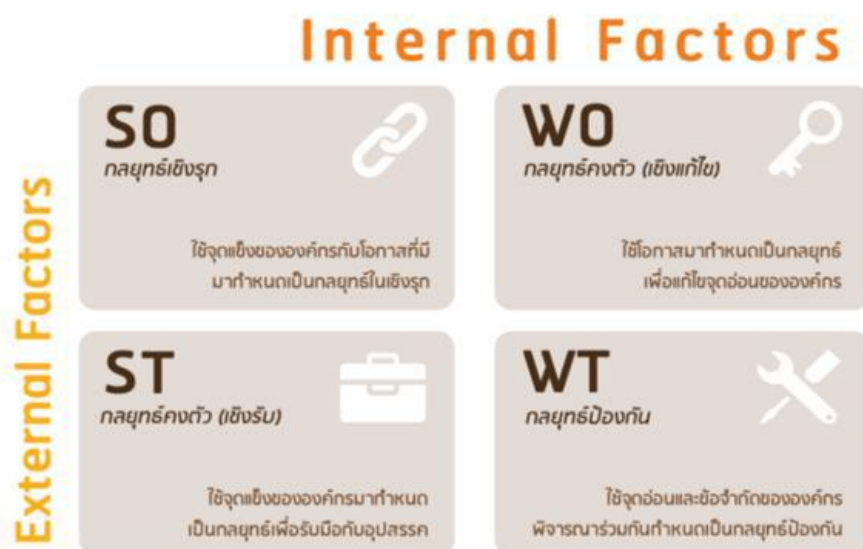 Internal Factors
External Factors
SO
กลยุทธ์เชิงรุก
ใช้จุดแข็งขององค์กรกับโอกาสที่มี
มากำหนดเป็นกลยุทธ์ในเชิงรุก
WO
กลยุทธ์คงตัว (เชิงแก้ไข)
ใช้โอกาสมากำหนดเป็นกลยุทธ์
เพื่อแก้ไขจุดอ่อนขององค์กร
ST
กลยุทธ์คงตัว (เชิงรับ)
ใช้จุดแข็งขององค์กรมากำหนด
เป็นกลยุทธ์เพื่อรับมือกับอุปสรรค
WT
กลยุทธ์ป้องกัน
ใช้จุดอ่อนและข้อจำกัดขององค์กร
พิจารณาร่วมกันกำหนดเป็นกลยุทธ์ป้องกัน